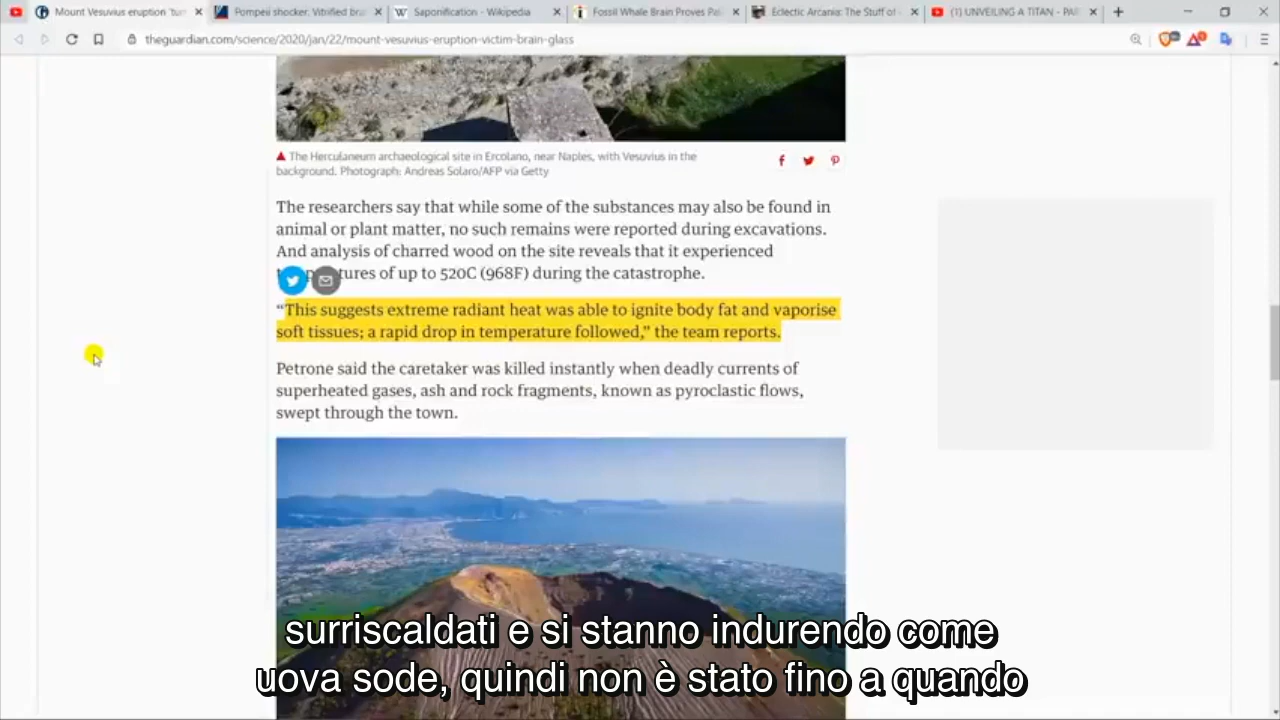 Mount Vesuvius eruption 'tur
Pompeii shocker. Vitrified bra
Saponification - Wikipedia
Fossil Whale Brain Proves Pal
Eclectic Arcania: The Stuff of
(1) UNVEILING A TITAN - PAR
theguardian.com/science/2020/jan/22/mount-vesuvius-eruption-victim-brain-glass
The Herculaneum archaeological site in Ercolano, near Naples, with Vesuvius in the
background. Photograph: Andreas Solaro/AFP via Getty
The researchers say that while some of the substances may also be found in
animal or plant matter, no such remains were reported during excavations.
And analysis of charred wood on the site reveals that it experienced
tures of up to 520C (968F) during the catastrophe.
“This suggests extreme radiant heat was able to ignite body fat and vaporise
soft tissues; a rapid drop in temperature followed,” the team reports.
Petrone said the caretaker was killed instantly when deadly currents of
superheated gases, ash and rock fragments, known as pyroclastic flows,
swept through the town.
surriscaldati e si stanno indurendo come
uova sode, quindi non è stato fino a quando